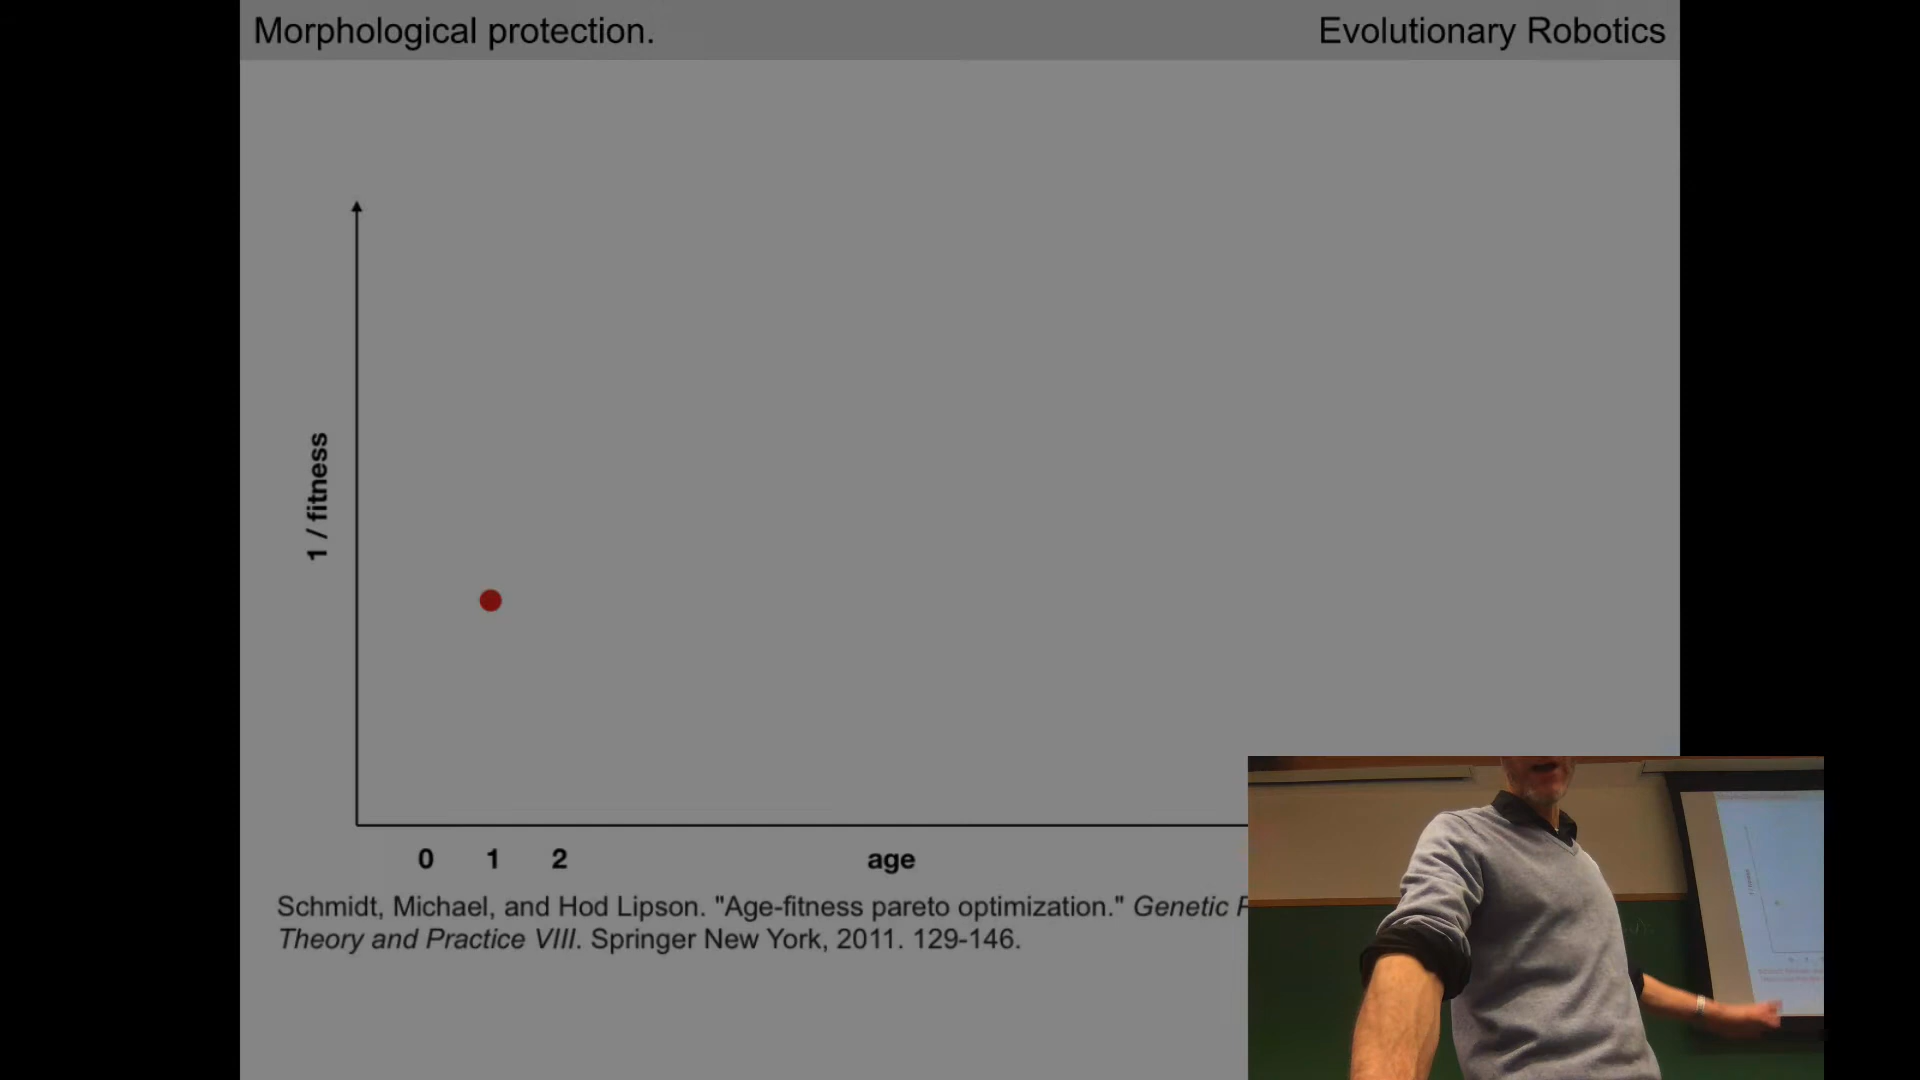 Morphological protection.
Evolutionary Robotics
1 / fitness
0 1 2 age
Schmidt, Michael, and Hod Lipson. "Age-fitness pareto optimization." Genetic
Theory and Practice VIII. Springer New York, 2011. 129-146.